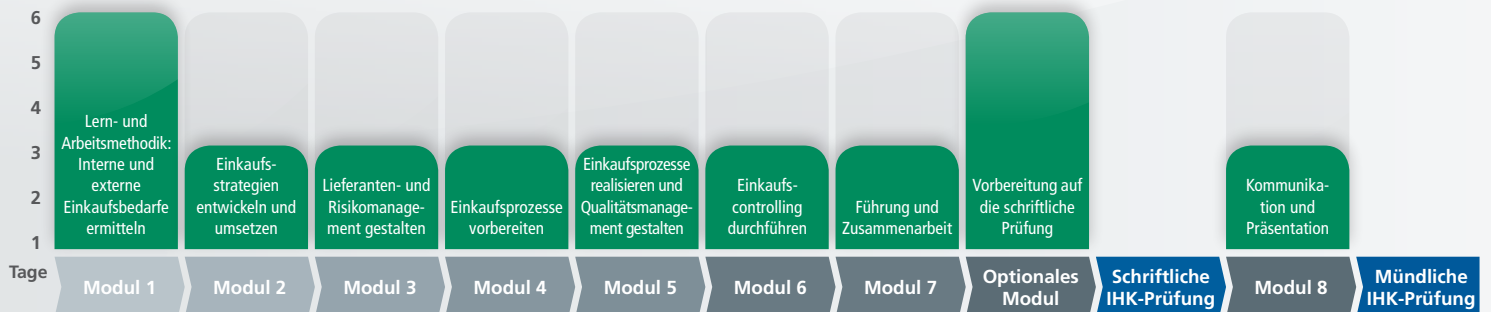 6
5
4
3
2
1
Tage
Lern- und
Arbeitsmethodik:
Interne und
externe
Einkaufsbedarfe
ermitteln
Einkaufs-
strategien
entwickeln und
umsetzen
Lieferanten- und
Risikomanage-
ment gestalten
Einkaufsprozesse
vorbereiten
Einkaufsprozesse
realisieren und
Qualitätsmanage-
ment gestalten
Einkaufs-
controlling
durchführen
Führung und
Zusammenarbeit
Vorbereitung auf
die schriftliche
Prüfung
Kommunika-
tion und
Präsentation
Modul 1
Modul 2
Modul 3
Modul 4
Modul 5
Modul 6
Modul 7
Optionales
Modul
Schriftliche
IHK-Prüfung
Modul 8
Mündliche
IHK-Prüfung